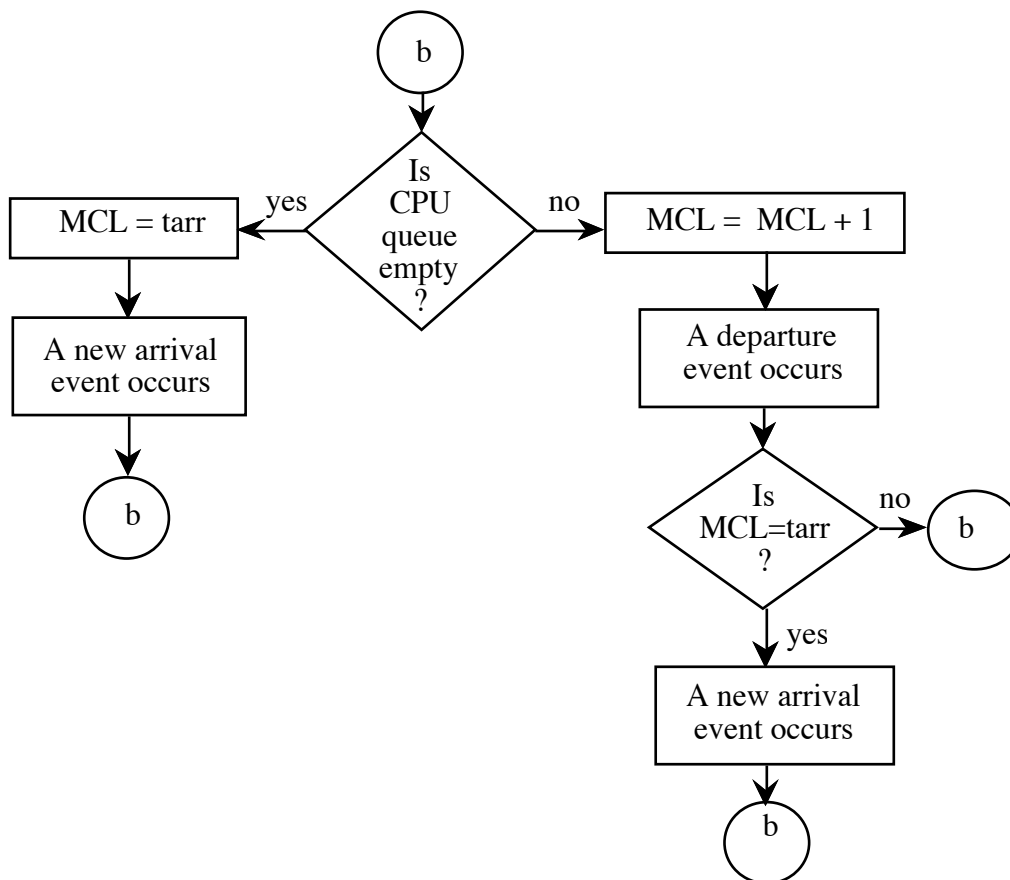 b
Is
CPU
queue
empty
?
yes
no
MCL = tarr
MCL = MCL + 1
A new arrival
event occurs
A departure
event occurs
b
Is
MCL=tarr
?
no
b
yes
A new arrival
event occurs
b